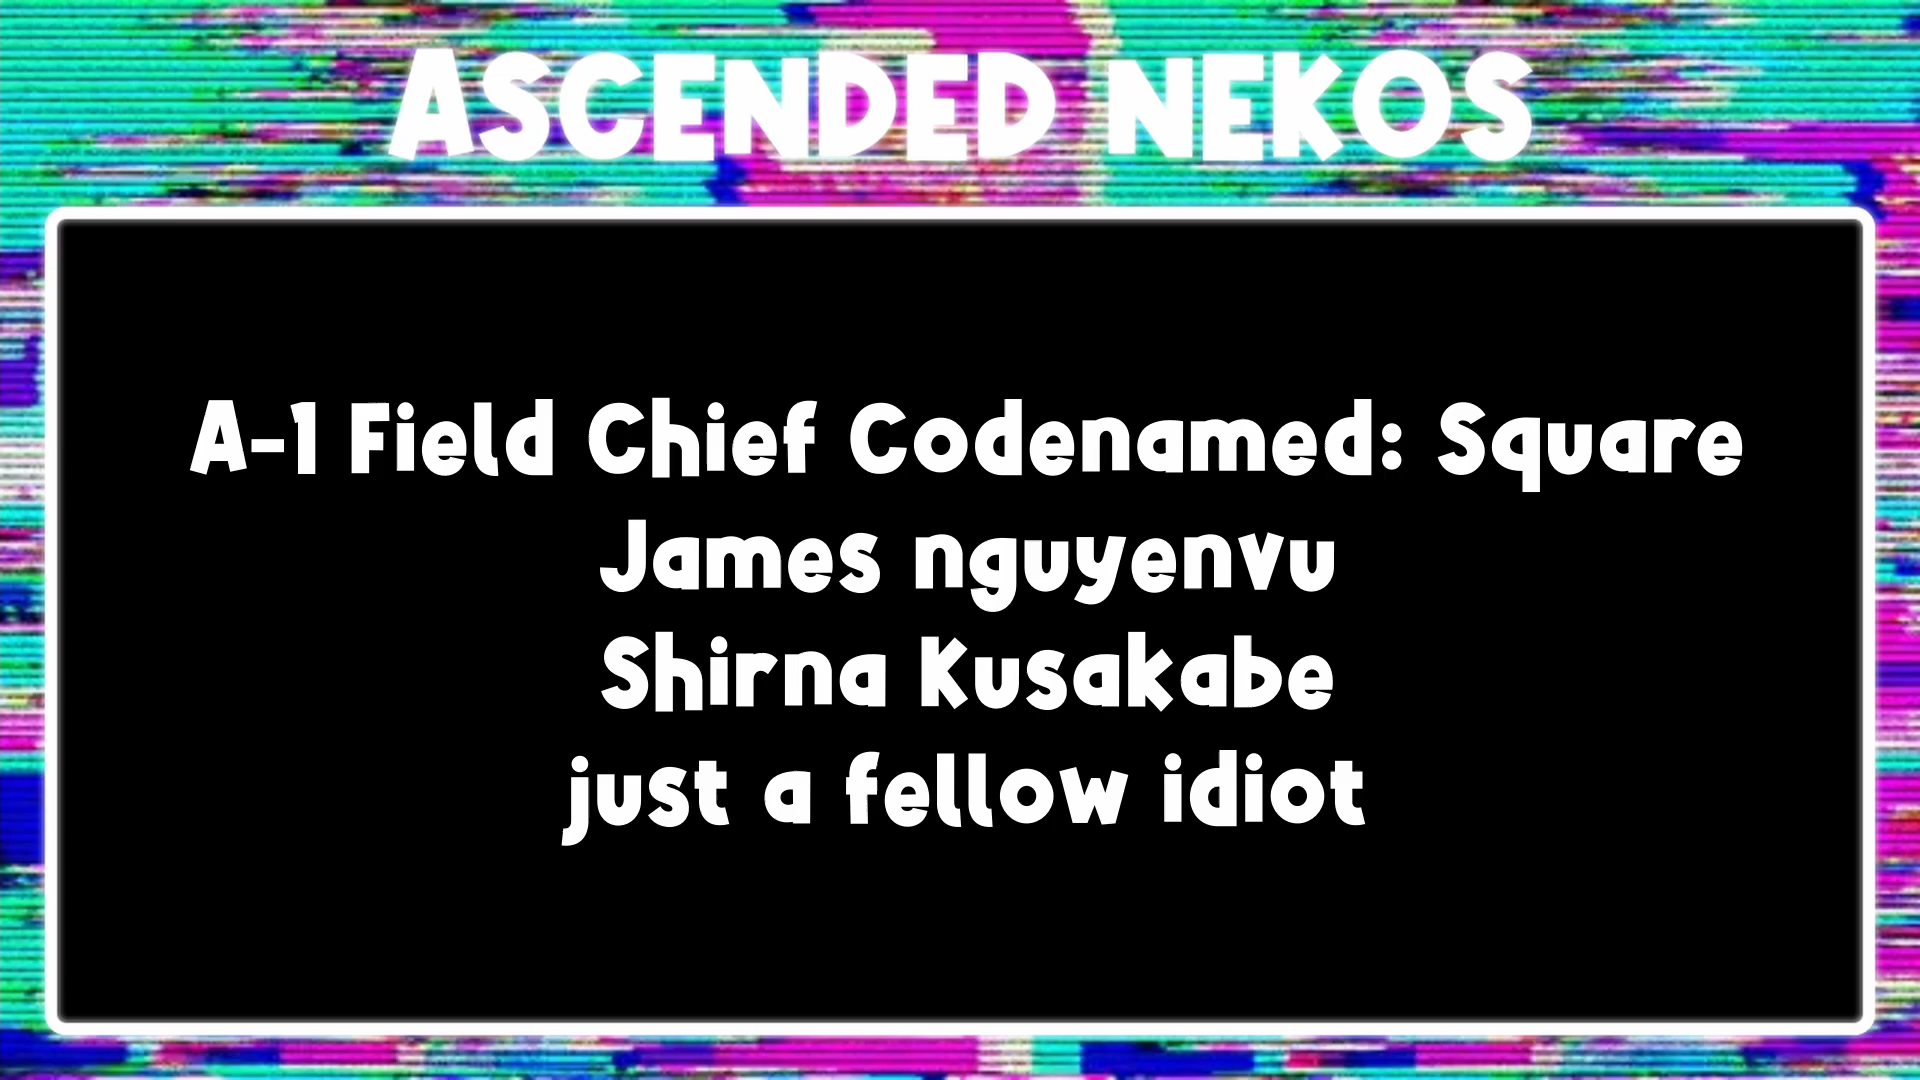 ASCENDED NEKOS
A-1 Field Chief Codenamed: Square
James nguyenvu
Shirna Kusakabe
just a fellow idiot